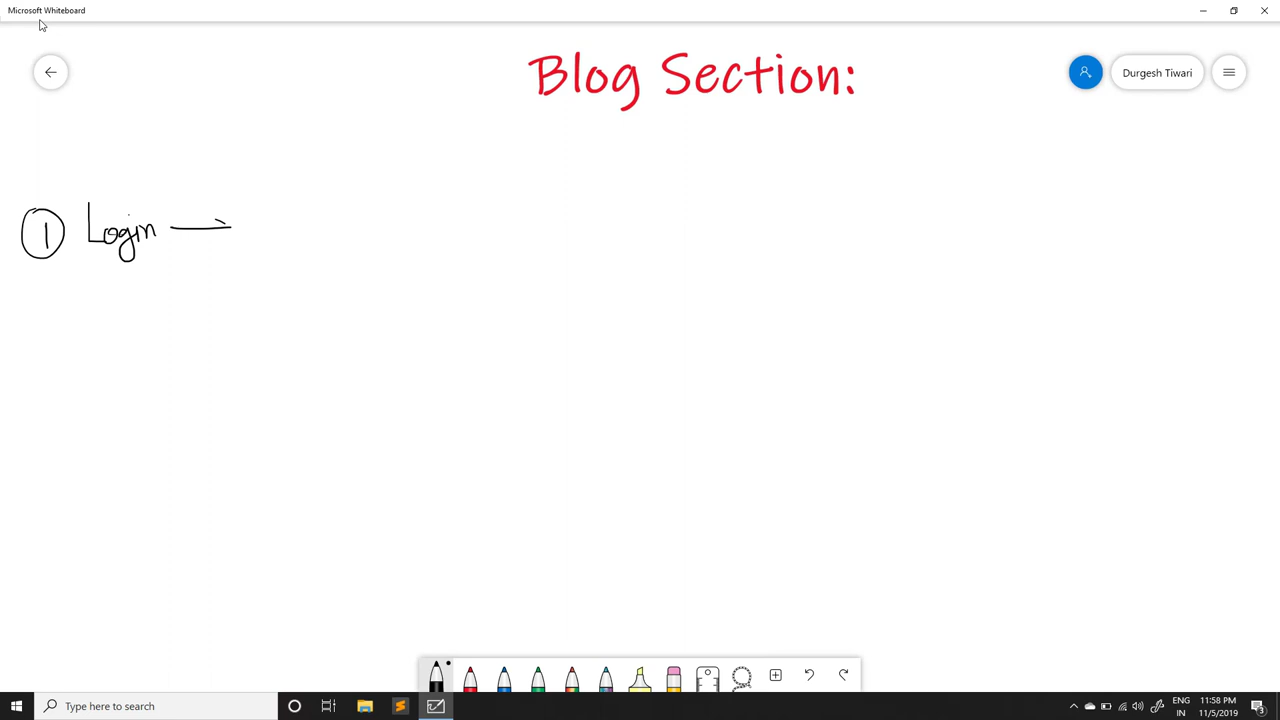 Microsoft Whiteboard
Blog Section:
Durgesh Tiwari
1 Login →
Type here to search
ENG
IN
11:58 PM
11/5/2019
3